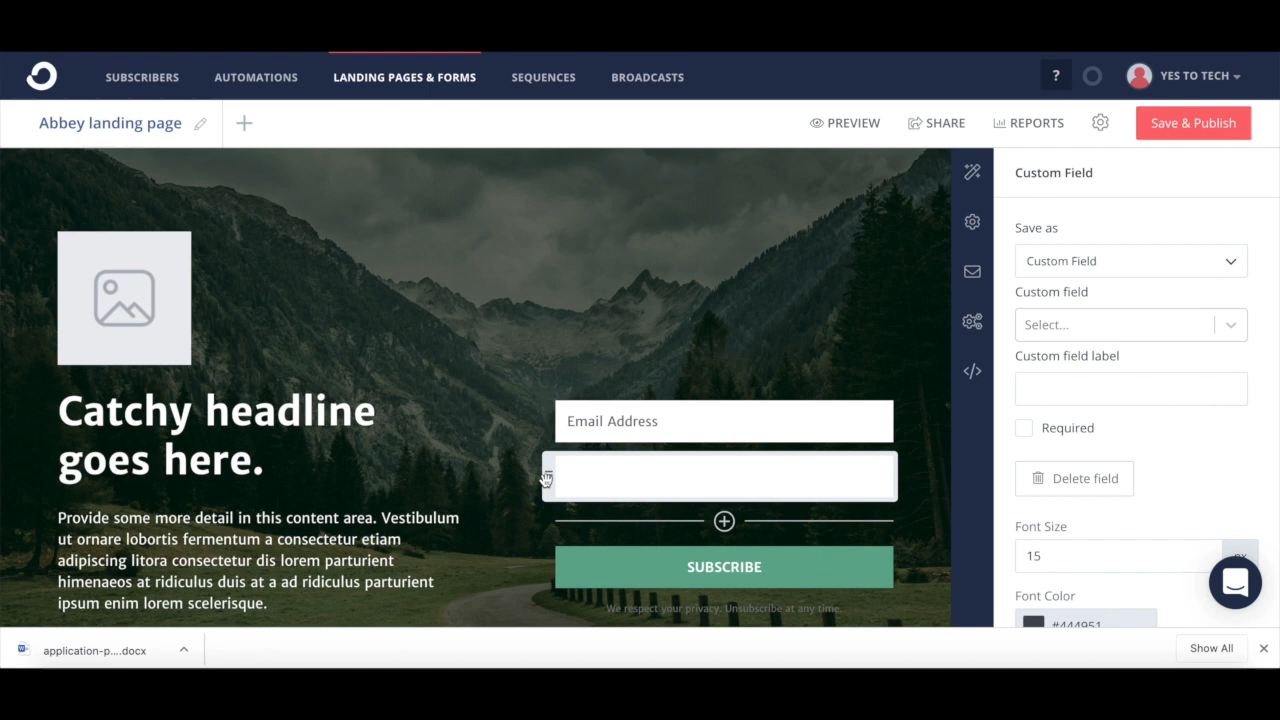 SUBSCRIBERS
AUTOMATIONS
LANDING PAGES & FORMS
SEQUENCES
BROADCASTS
?
YES TO TECH
Abbey landing page
PREVIEW
SHARE
REPORTS
Save & Publish
Catchy headline
goes here.
Provide some more detail in this content area. Vestibulum
ut ornare lobortis fermentum a consectetur etiam
adipiscing litora consectetur dis lorem parturient
himenaeos at ridiculus duis at a ad ridiculus parturient
ipsum enim lorem scelerisque.
Email Address
SUBSCRIBE
We respect your privacy. Unsubscribe at any time.
Custom Field
Save as
Custom Field
Custom field
Select...
Custom field label
Required
Delete field
Font Size
15
Font Color
#444951
application-p....docx
Show All